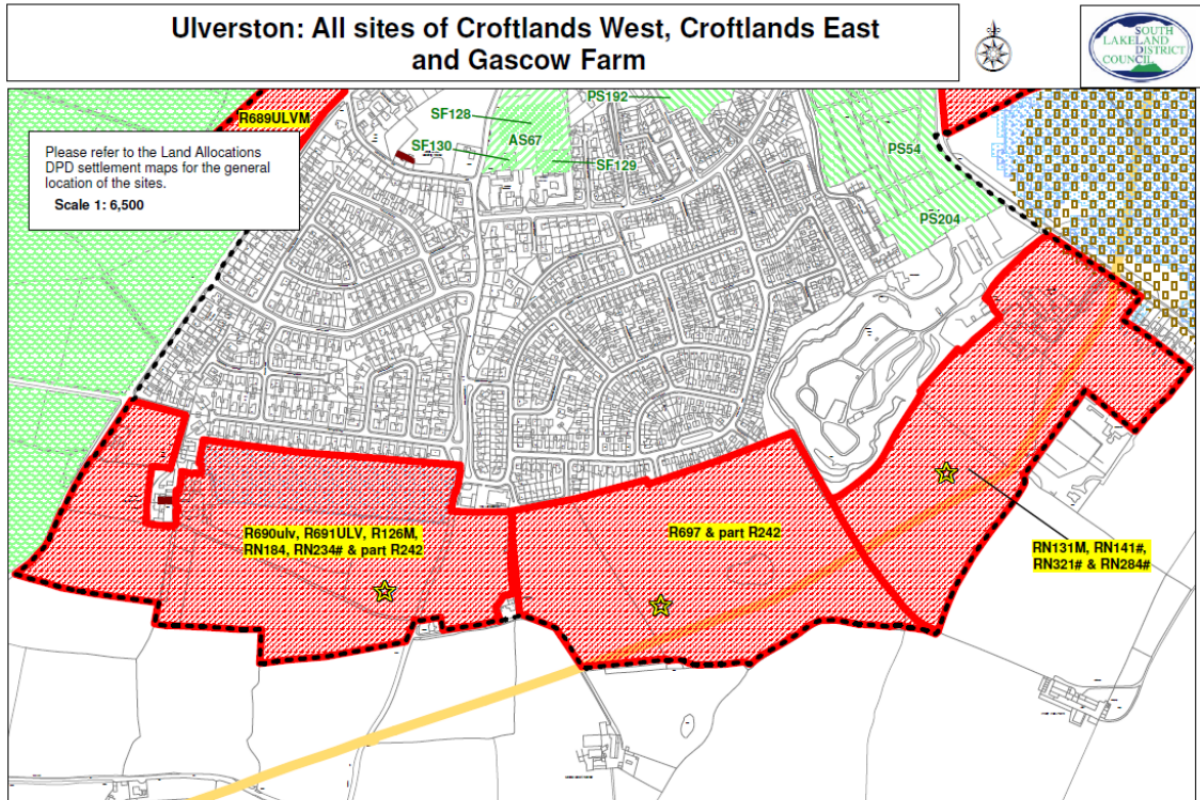 Ulverston: All sites of Croftlands West, Croftlands East
and Gascow Farm
SOUTH
LAKELAND
DISTRICT
COUNCIL
R689ULVM
Please refer to the Land Allocations
DPD settlement maps for the general
location of the sites.
Scale 1: 6,500
PS192
SF128
AS67
SF130
SF129
PS54
PS204
R690ulv, R691ULV, R126M,
RN184, RN234# & part R242
R697 & part R242
RN131M, RN141#,
RN321# & RN284#